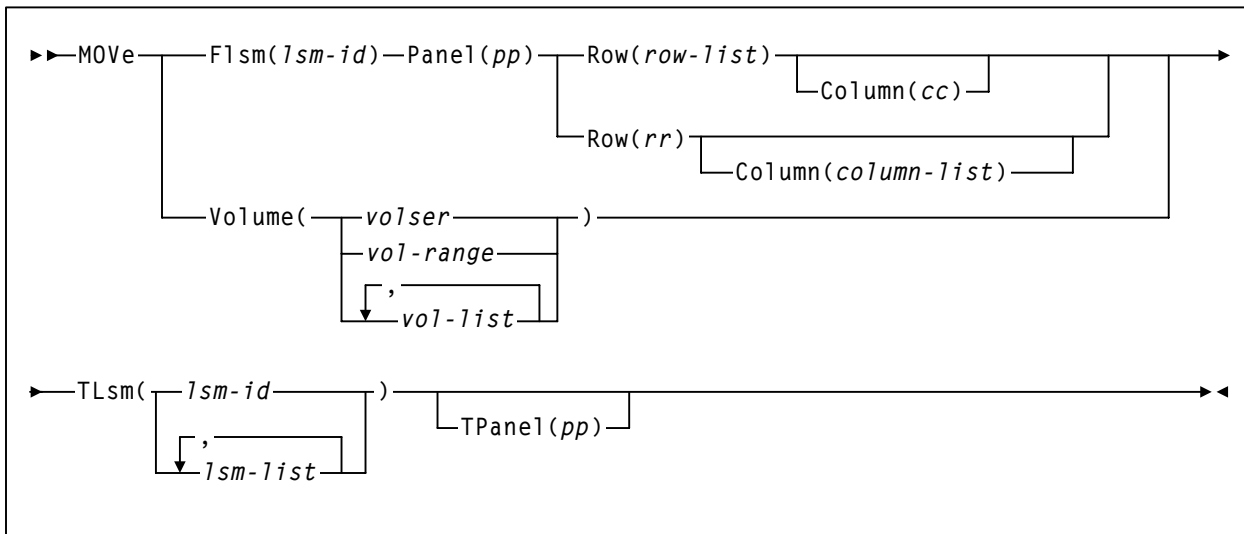 MOVe Flsm(lsm-id) Panel(pp) Row(row-list)
Column(cc)
Row(rr)
Column(column-list)
Volume( volser )
vol-range
,
vol-list
TLsm( lsm-id )
TPanel(pp)
,
lsm-list